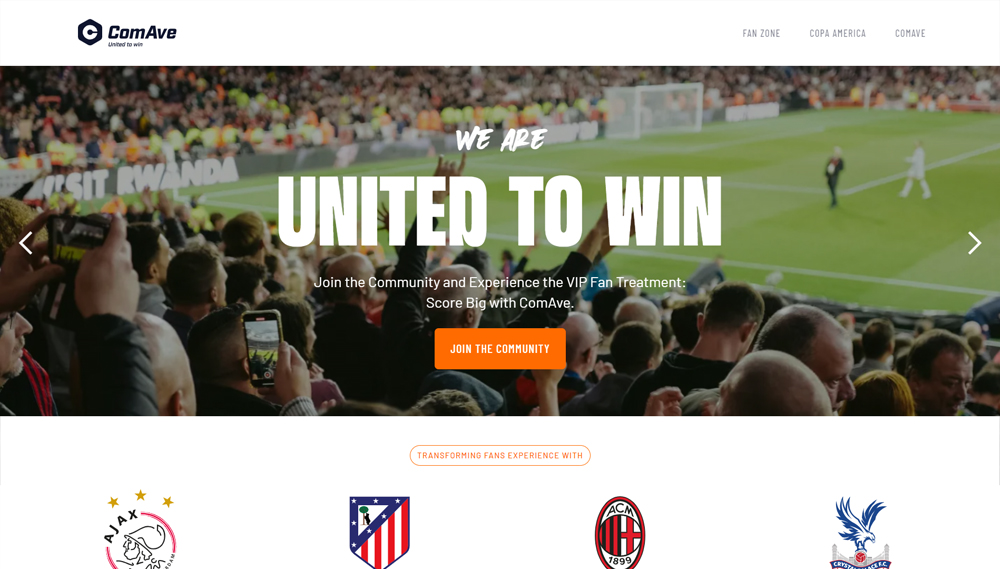 ComAve
United to win
FAN ZONE
COPA AMERICA
COMAVE
VISIT RWANDA
WE ARE
UNITED TO WIN
Join the Community and Experience the VIP Fan Treatment:
Score Big with ComAve.
JOIN THE COMMUNITY
TRANSFORMING FANS EXPERIENCE WITH
AJAX
ACM
1899